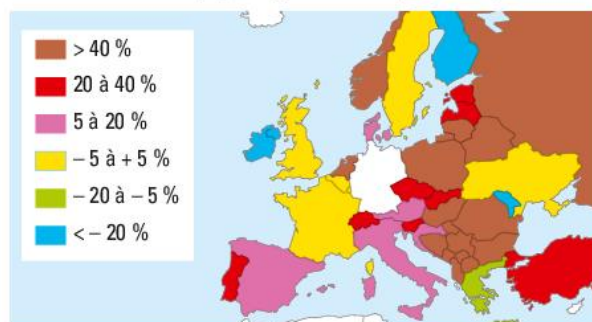 > 40 %
20 à 40 %
5 à 20 %
– 5 à + 5 %
– 20 à – 5 %
< – 20 %